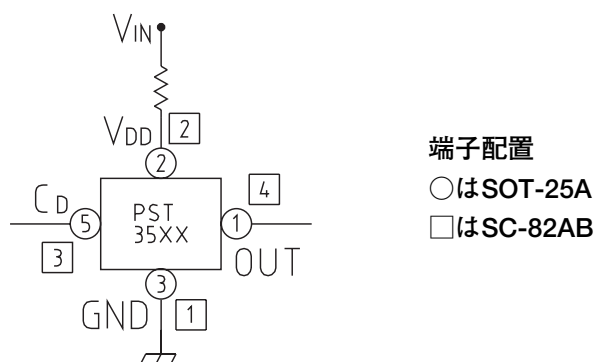 VIN
VDD 2
2
CD 5
3
PST
35XX
4
1
OUT
3
GND 1
端子配置
○はSOT-25A
□はSC-82AB